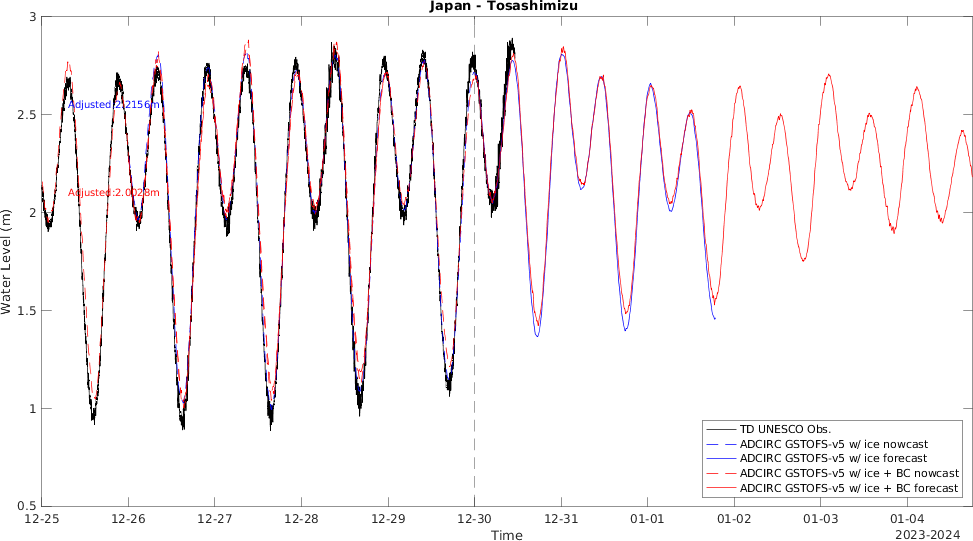 Japan - Tosashimizu
3
2.5
2
1.5
1
0.5
Water Level (m)
Adjusted:2.2156m
Adjusted:2.0028m
TD UNESCO Obs.
ADCIRC GSTOFS-v5 w/ ice nowcast
ADCIRC GSTOFS-v5 w/ ice forecast
ADCIRC GSTOFS-v5 w/ ice + BC nowcast
ADCIRC GSTOFS-v5 w/ ice + BC forecast
12-25 12-26 12-27 12-28 12-29 12-30 12-31 01-01 01-02 01-03 01-04
Time
2023-2024